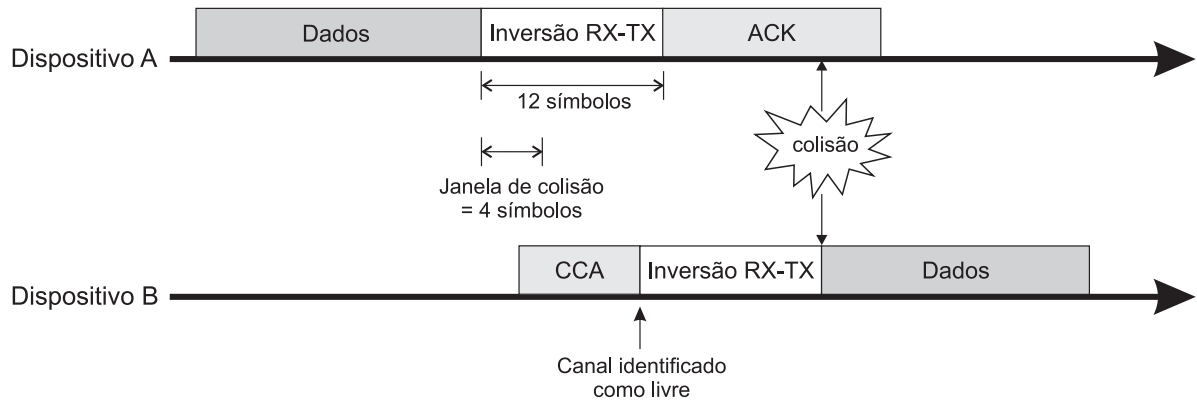 Dados
Inversão RX-TX
ACK
Dispositivo A
12 símbolos
colisão
Janela de colisão
= 4 símbolos
CCA
Inversão RX-TX
Dados
Dispositivo B
Canal identificado
como livre